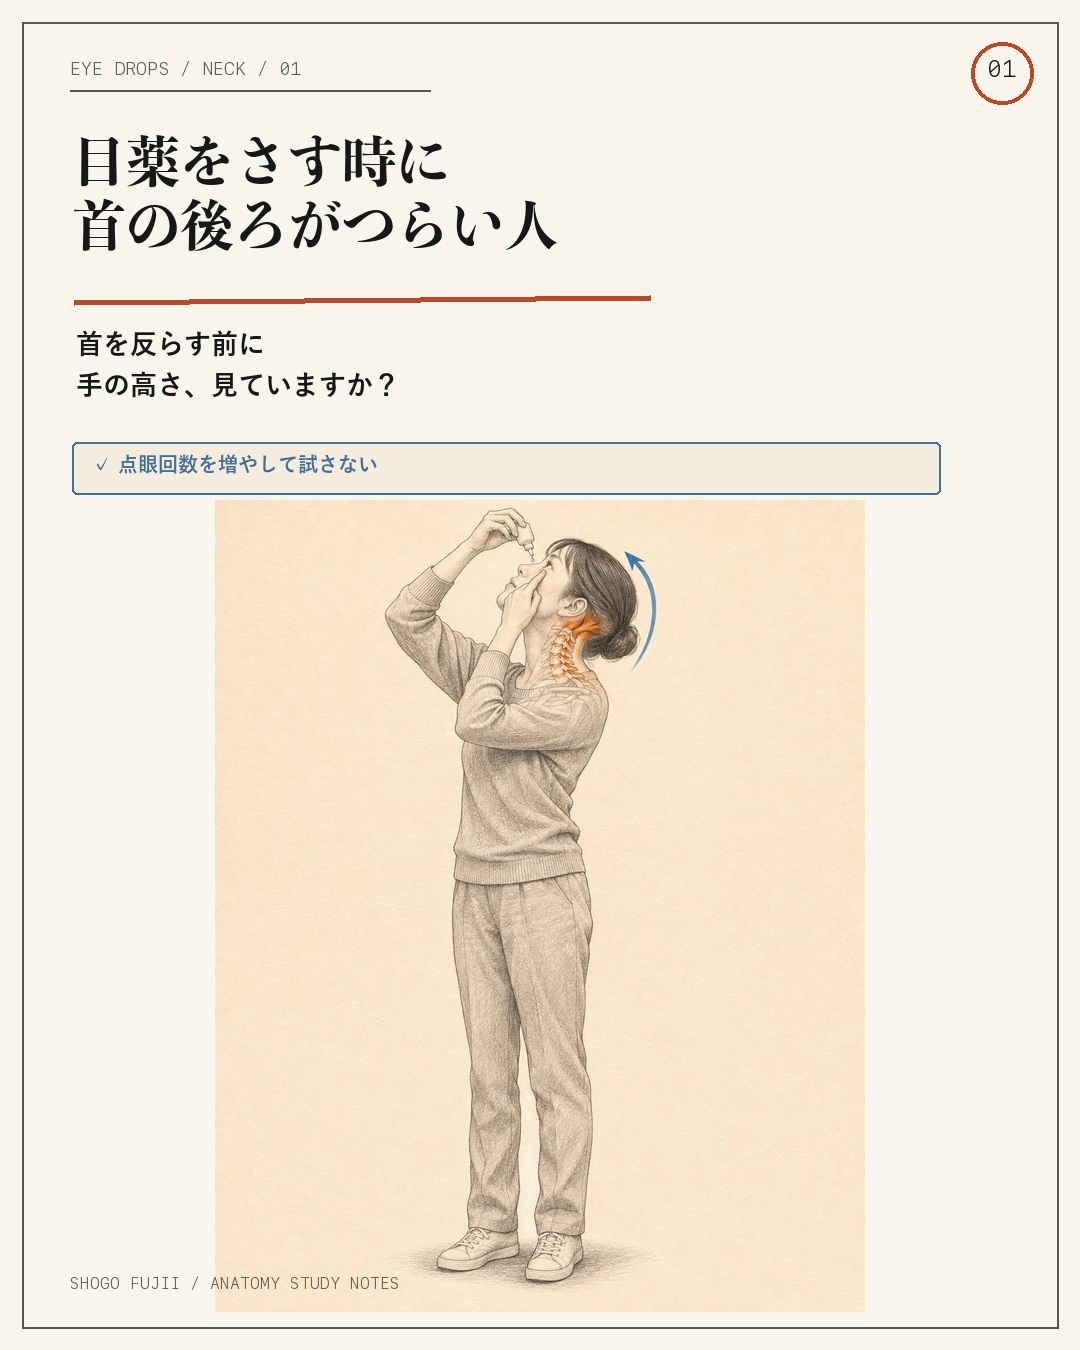 EYE DROPS / NECK / 01
01
目薬をさす時に
首の後ろがつらい人
首を反らす前に
手の高さ、見ていますか？
✓ 点眼回数を増やして試さない
SHOGO FUJII / ANATOMY STUDY NOTES